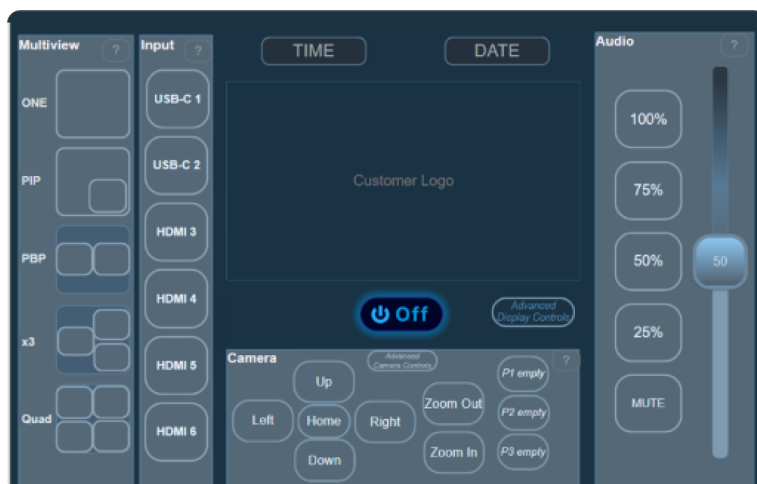 Multiview ?
ONE
PIP
PBP
x3
Quad
Input ?
USB-C 1
USB-C 2
HDMI 3
HDMI 4
HDMI 5
HDMI 6
TIME
DATE
Customer Logo
Off
Advanced
Display Controls
Camera
Advanced
Camera Controls
?
Up
Left
Home
Right
Down
Zoom Out
Zoom In
P1 empty
P2 empty
P3 empty
Audio ?
100%
75%
50%
25%
MUTE
50